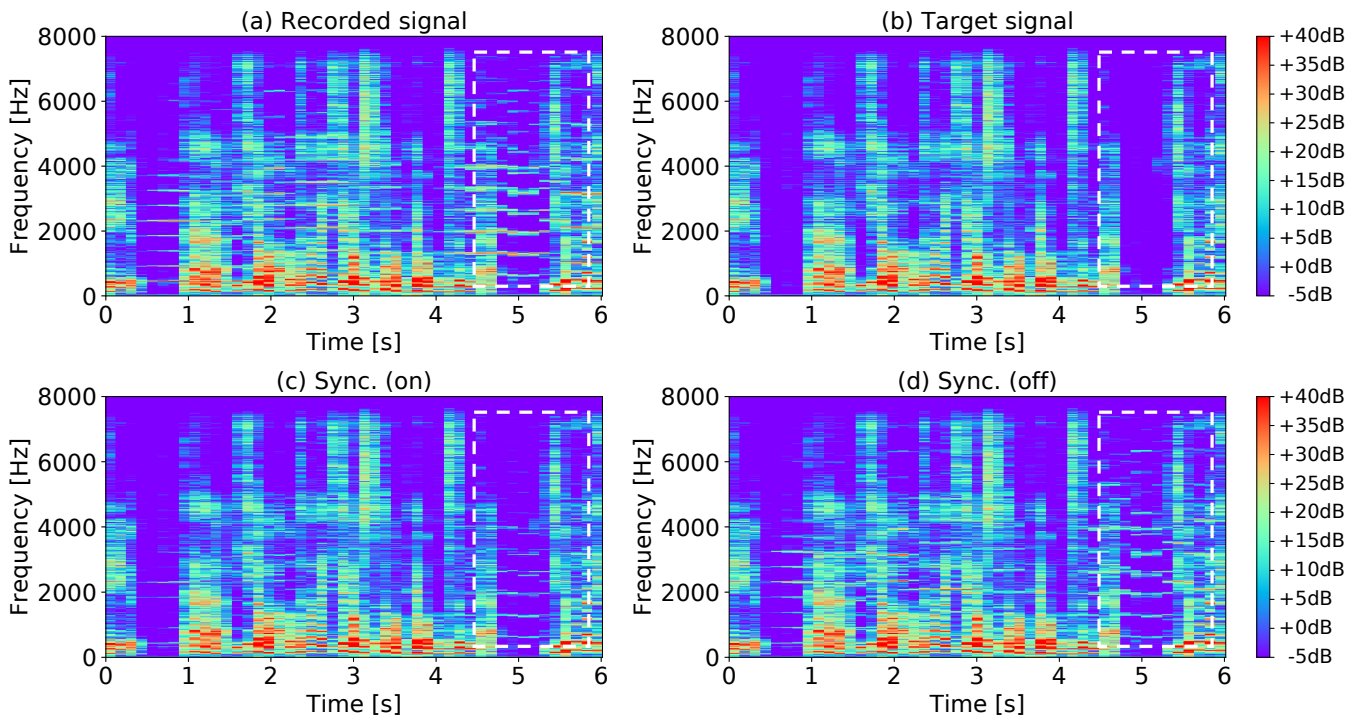 (a) Recorded signal
8000
6000
4000
2000
0
Frequency [Hz]
0 1 2 3 4 5 6
Time [s]
(b) Target signal
8000
6000
4000
2000
0
Frequency [Hz]
0 1 2 3 4 5 6
Time [s]
+40dB
+35dB
+30dB
+25dB
+20dB
+15dB
+10dB
+5dB
+0dB
-5dB
(c) Sync. (on)
8000
6000
4000
2000
0
Frequency [Hz]
0 1 2 3 4 5 6
Time [s]
(d) Sync. (off)
8000
6000
4000
2000
0
Frequency [Hz]
0 1 2 3 4 5 6
Time [s]
+40dB
+35dB
+30dB
+25dB
+20dB
+15dB
+10dB
+5dB
+0dB
-5dB